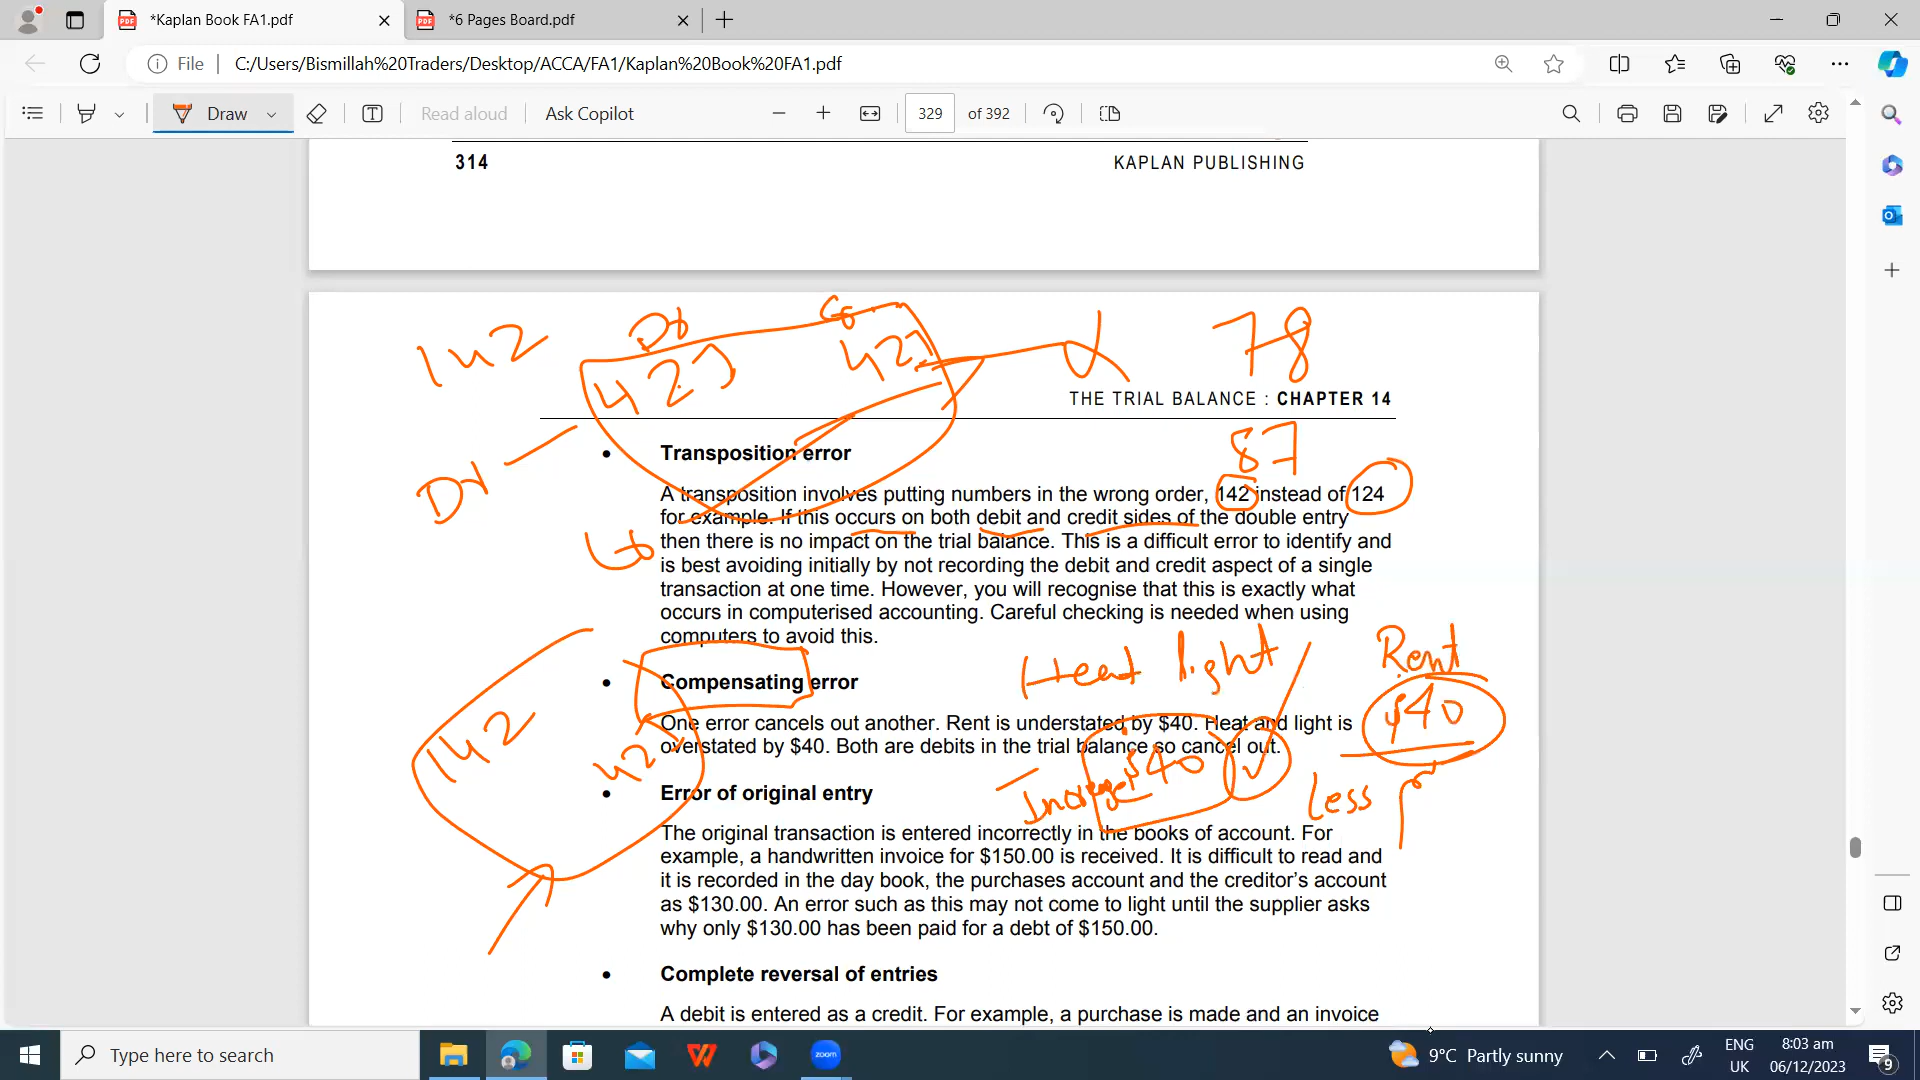 *Kaplan Book FA1.pdf
*6 Pages Board.pdf
File
C:/Users/Bismillah%20Traders/Desktop/ACCA/FA1/Kaplan%20Book%20FA1.pdf
Draw
Read aloud
Ask Copilot
329
of 392
314
KAPLAN PUBLISHING
142
Dr
Cr
423
423
78
THE TRIAL BALANCE : CHAPTER 14
87
Dr
Cr
• Transposition error
A transposition involves putting numbers in the wrong order, 142 instead of 124
for example. If this occurs on both debit and credit sides of the double entry
then there is no impact on the trial balance. This is a difficult error to identify and
is best avoiding initially by not recording the debit and credit aspect of a single
transaction at one time. However, you will recognise that this is exactly what
occurs in computerised accounting. Careful checking is needed when using
computers to avoid this.
Heat light
Rent
$40
• Compensating error
One error cancels out another. Rent is understated by $40. Heat and light is
overstated by $40. Both are debits in the trial balance so cancel out.
142
$40
Less
• Error of original entry
The original transaction is entered incorrectly in the books of account. For
example, a handwritten invoice for $150.00 is received. It is difficult to read and
it is recorded in the day book, the purchases account and the creditor's account
as $130.00. An error such as this may not come to light until the supplier asks
why only $130.00 has been paid for a debt of $150.00.
• Complete reversal of entries
A debit is entered as a credit. For example, a purchase is made and an invoice
Type here to search
zoom
9°C Partly sunny
ENG
UK
8:03 am
06/12/2023
9